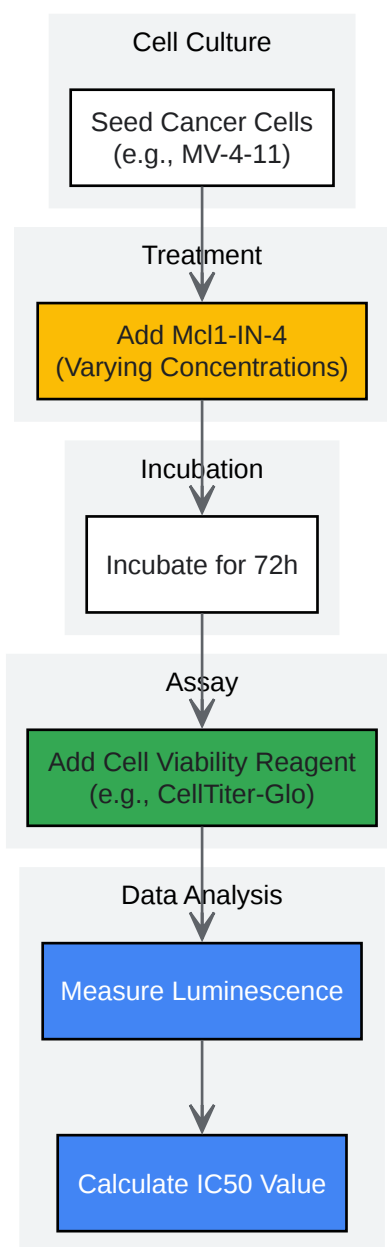 Cell Culture
Seed Cancer Cells
(e.g., MV-4-11)
Treatment
Add Mcl1-IN-4
(Varying Concentrations)
Incubation
Incubate for 72h
Assay
Add Cell Viability Reagent
(e.g., CellTiter-Glo)
Data Analysis
Measure Luminescence
Calculate IC50 Value